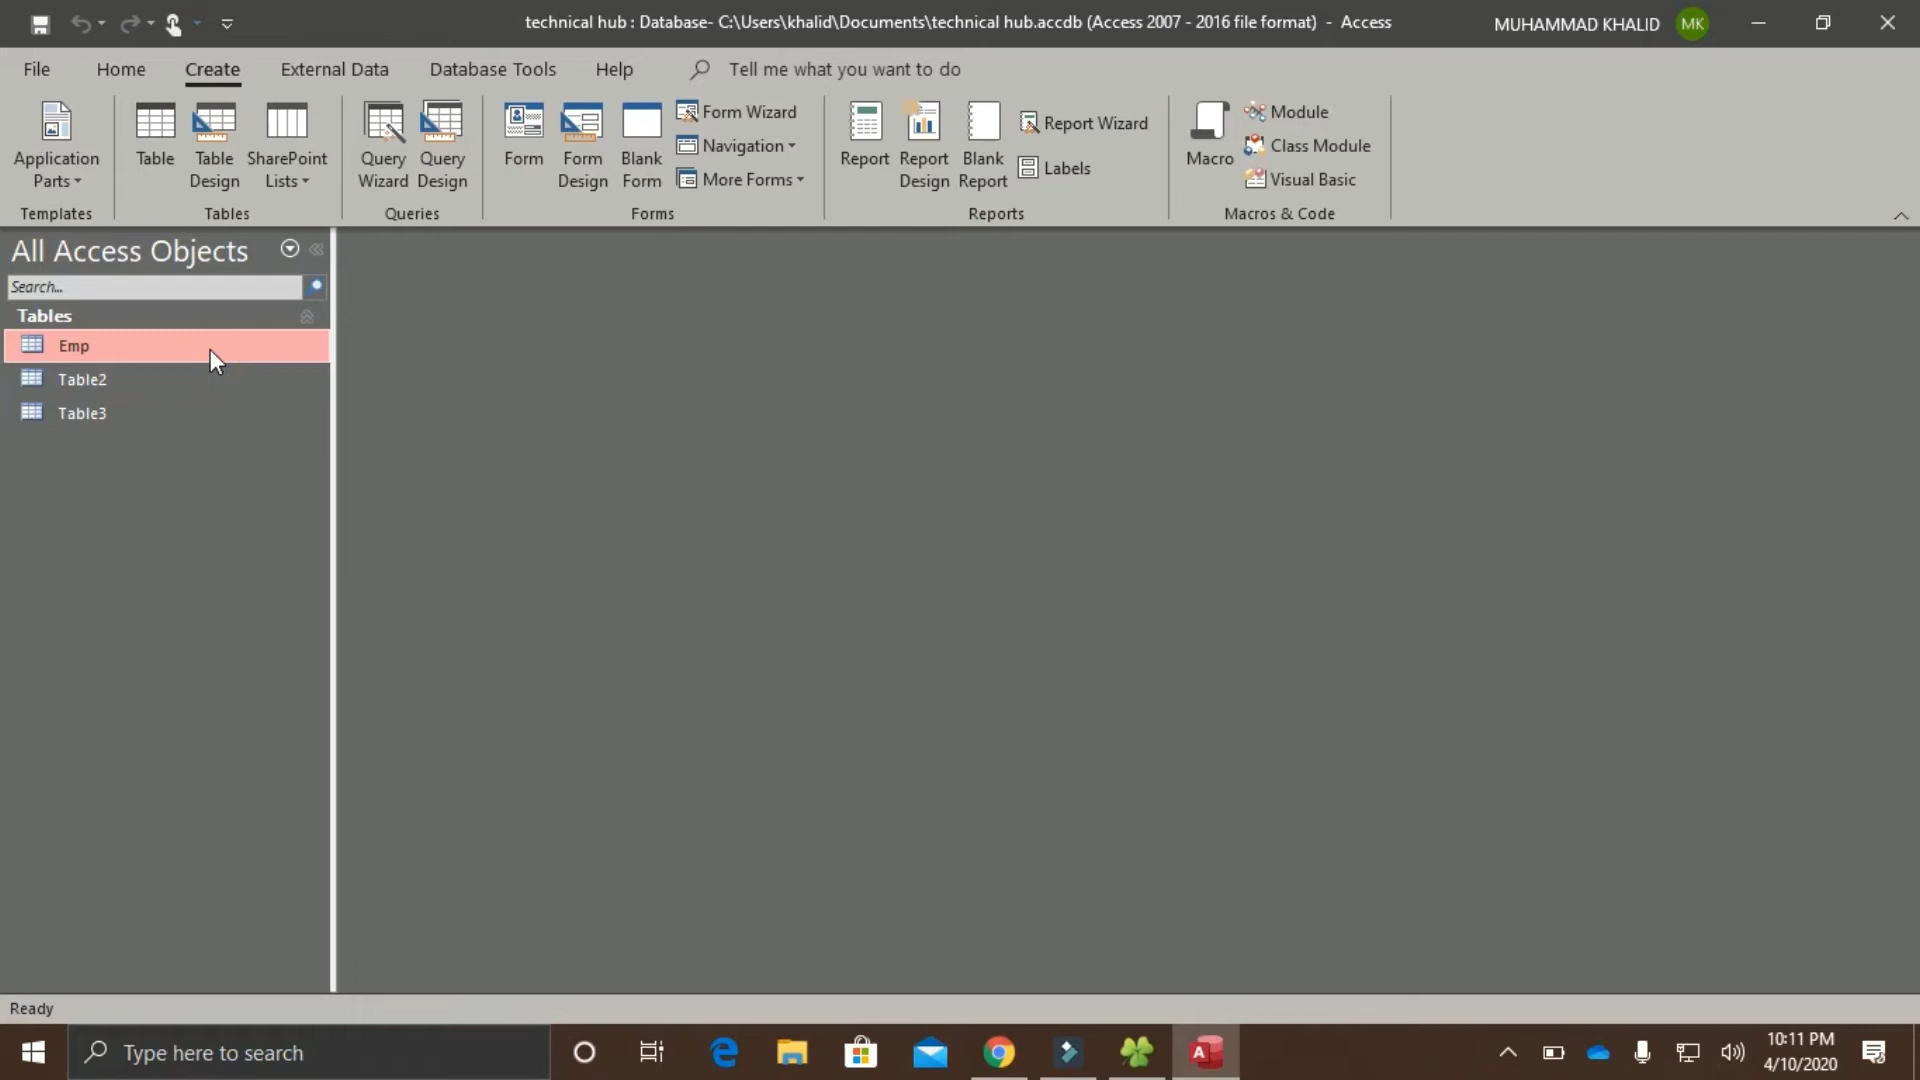 technical hub : Database- C:\Users\khalid\Documents\technical hub.accdb (Access 2007 - 2016 file format) - Access
MUHAMMAD KHALID
MK
File
Home
Create
External Data
Database Tools
Help
Tell me what you want to do
Application
Parts
Table
Table
Design
SharePoint
Lists
Query
Wizard
Query
Design
Form
Form
Design
Blank
Form
Form Wizard
Navigation
More Forms
Report
Report
Design
Blank
Report
Report Wizard
Labels
Macro
Module
Class Module
Visual Basic
Templates
Tables
Queries
Forms
Reports
Macros & Code
All Access Objects
Search...
Tables
Emp
Table2
Table3
Ready
Type here to search
10:11 PM
4/10/2020